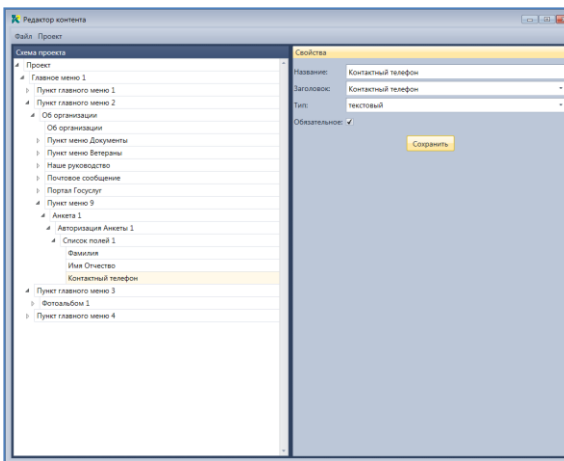 Редактор контента
Файл Проект
Схема проекта
Проект
Главное меню 1
Пункт главного меню 1
Пункт главного меню 2
Об организации
Об организации
Пункт меню Документы
Пункт меню Ветераны
Наше руководство
Почтовое сообщение
Портал Госуслуг
Пункт меню 9
Анкета 1
Авторизация Анкеты 1
Список полей 1
Фамилия
Имя Отчество
Контактный телефон
Пункт главного меню 3
Фотоальбом 1
Пункт главного меню 4
Свойства
Название: Контактный телефон
Заголовок: Контактный телефон
Тип: текстовый
Обязательное:
Сохранить